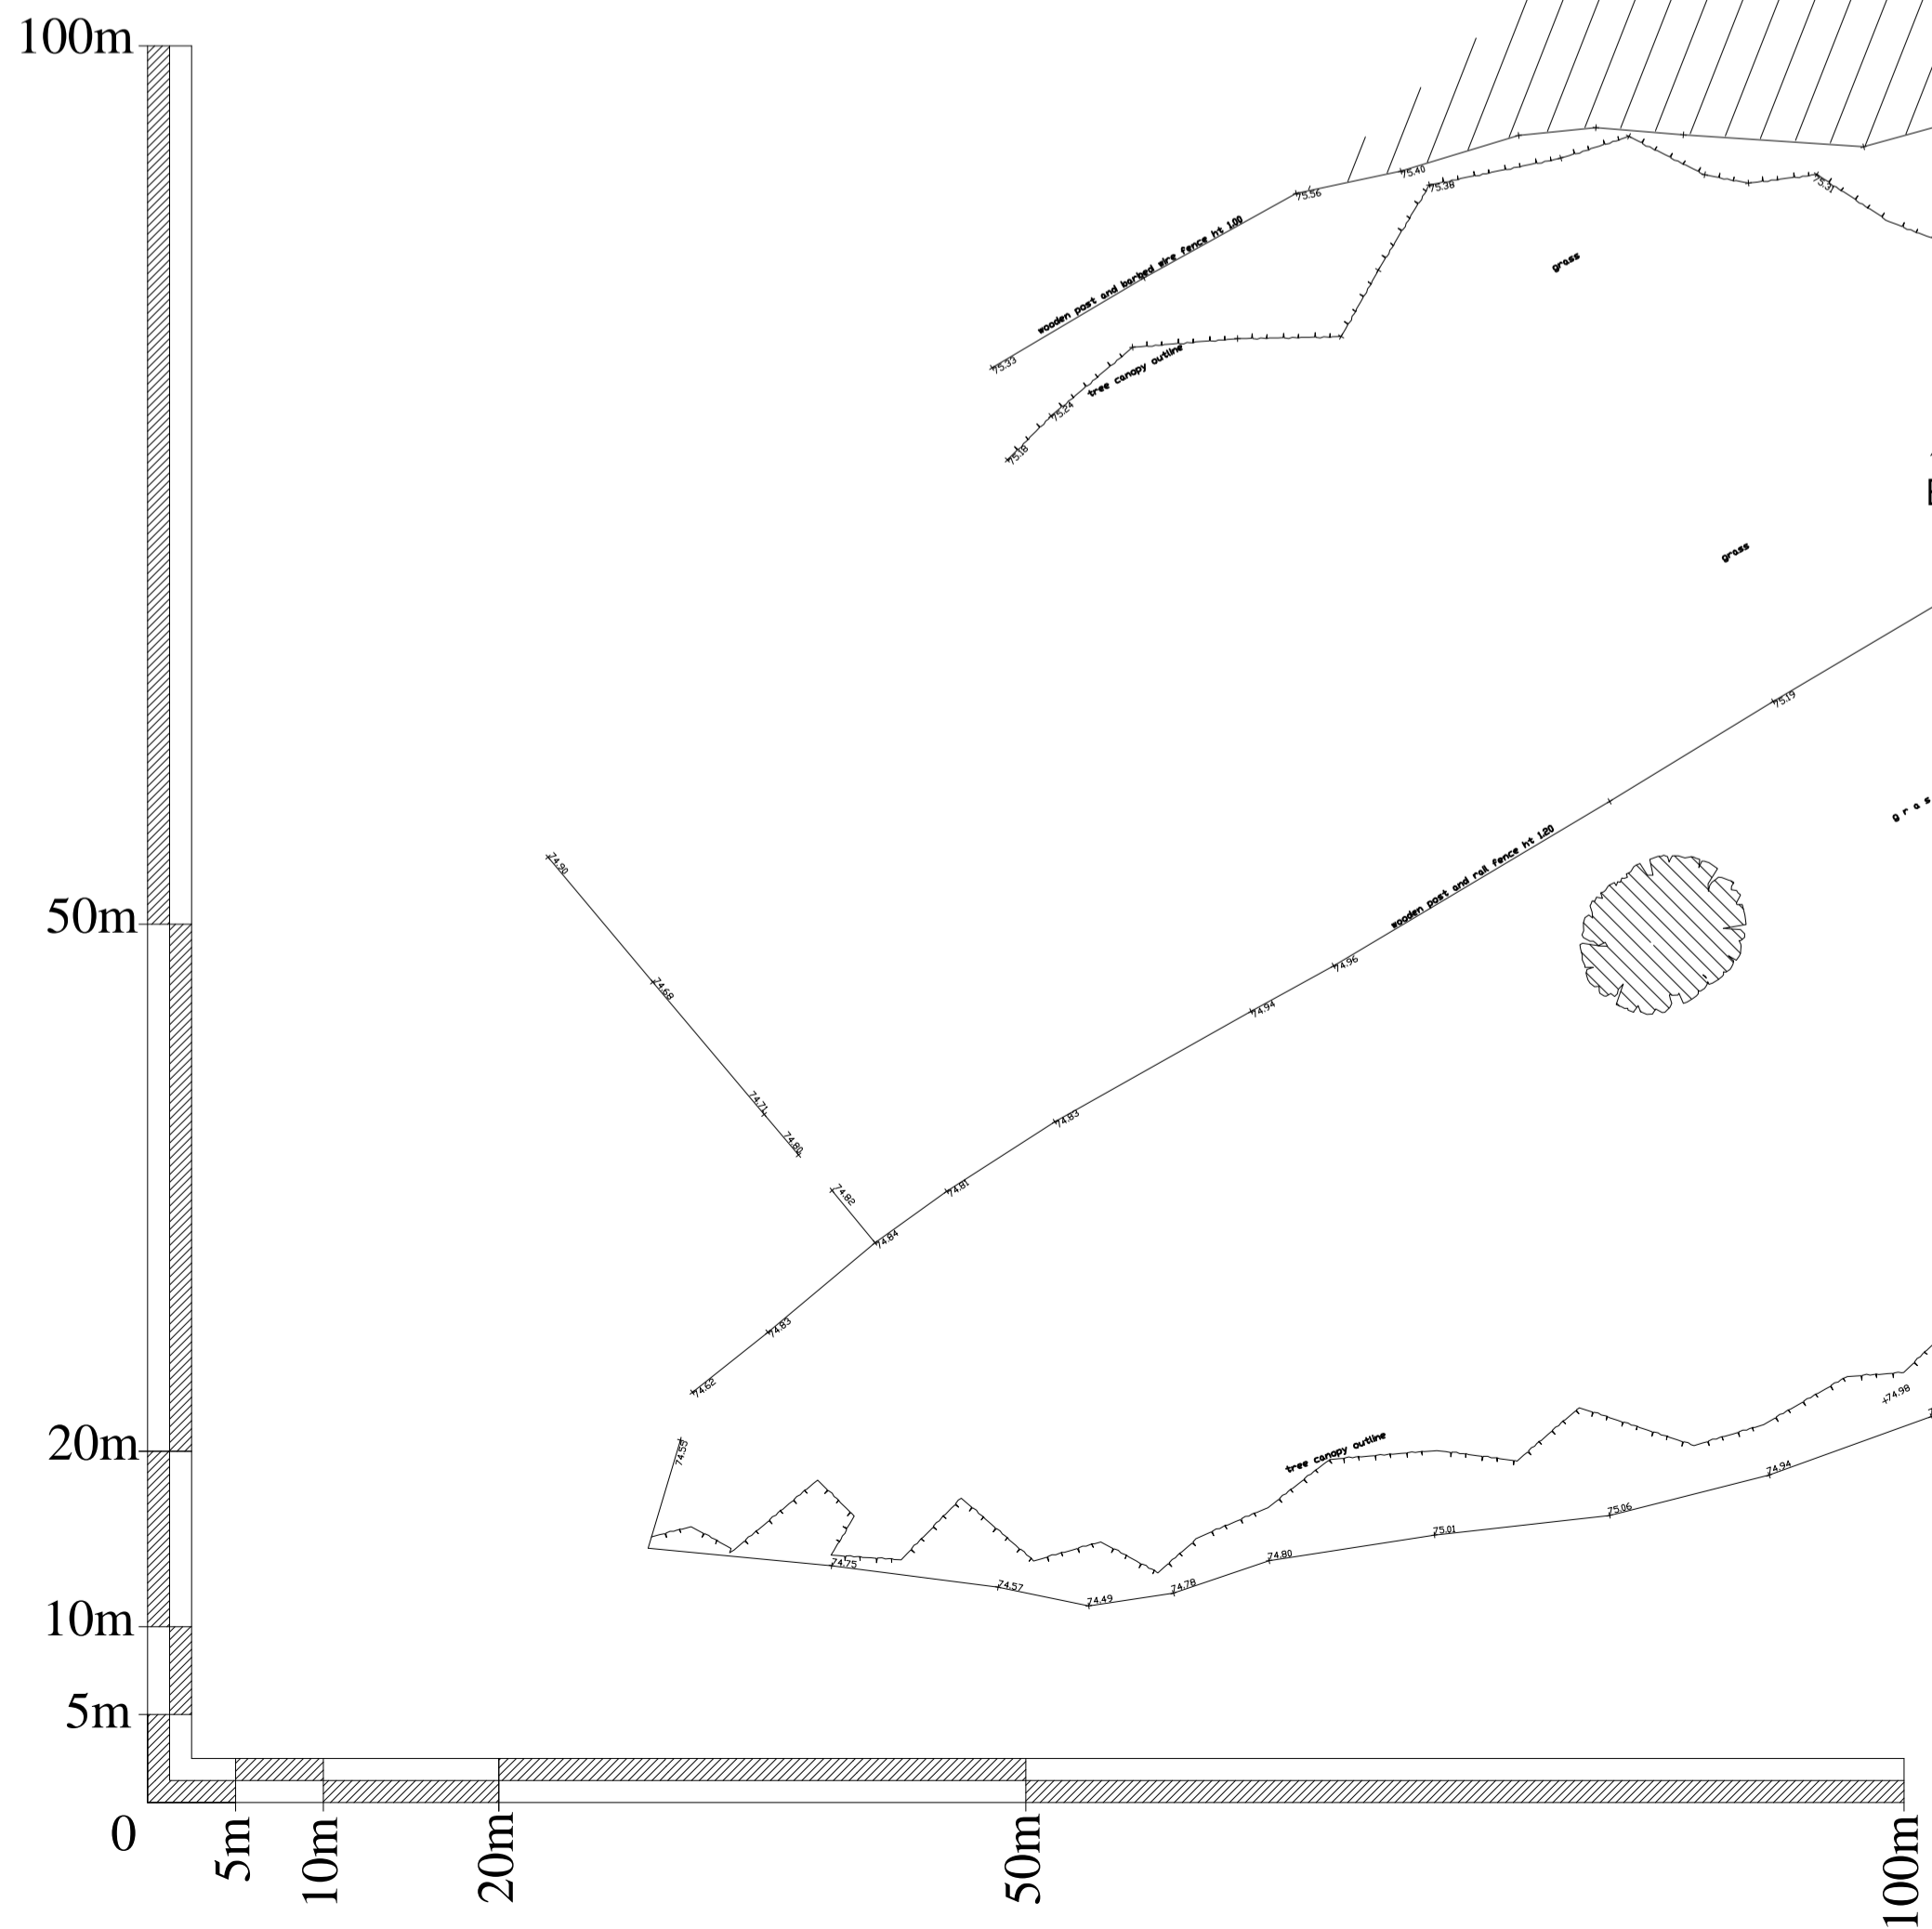 100m
75.40
75.38
75.31
75.56
wooden post and barbed wire fence ht 1.00
grass
75.33
tree canopy outline
75.24
75.18
grass
75.19
g r a s
wooden post and rail fence ht 1.20
74.90
50m
74.96
74.68
74.94
74.71
74.83
74.80
74.82
74.81
74.84
74.83
74.62
74.98
20m
74.55
tree canopy outline
74.94
75.06
75.01
74.80
74.75
74.57
74.78
74.49
10m
5m
0
5m
10m
20m
50m
100m